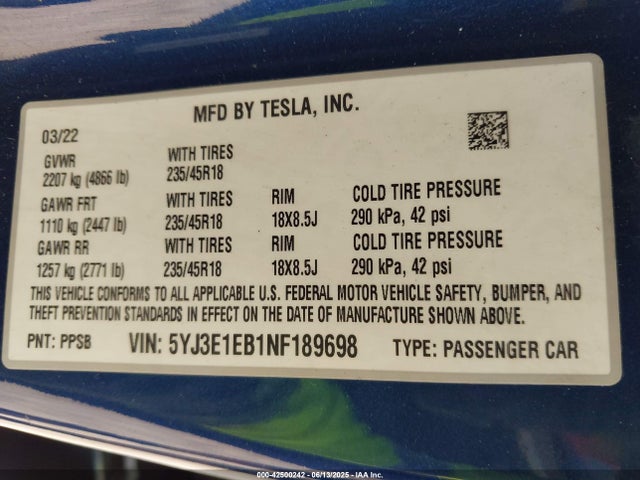 MFD BY TESLA, INC.
03/22
GVWR WITH TIRES
2207 kg (4866 lb) 235/45R18
GAWR FRT WITH TIRES RIM COLD TIRE PRESSURE
1110 kg (2447 lb) 235/45R18 18X8.5J 290 kPa, 42 psi
GAWR RR WITH TIRES RIM COLD TIRE PRESSURE
1257 kg (2771 lb) 235/45R18 18X8.5J 290 kPa, 42 psi
THIS VEHICLE CONFORMS TO ALL APPLICABLE U.S. FEDERAL MOTOR VEHICLE SAFETY, BUMPER, AND
THEFT PREVENTION STANDARDS IN EFFECT ON THE DATE OF MANUFACTURE SHOWN ABOVE.
PNT: PPSB VIN: 5YJ3E1EB1NF189698 TYPE: PASSENGER CAR
000-42500242 - 06/13/2025 - IAA Inc.